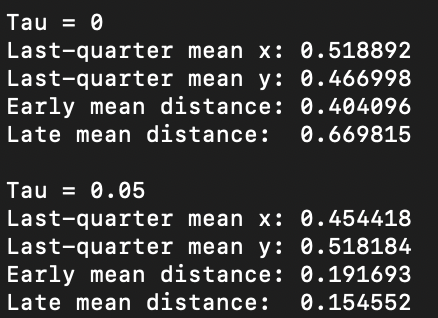 Tau = 0
Last-quarter mean x: 0.518892
Last-quarter mean y: 0.466998
Early mean distance: 0.404096
Late mean distance:  0.669815

Tau = 0.05
Last-quarter mean x: 0.454418
Last-quarter mean y: 0.518184
Early mean distance: 0.191693
Late mean distance:  0.154552